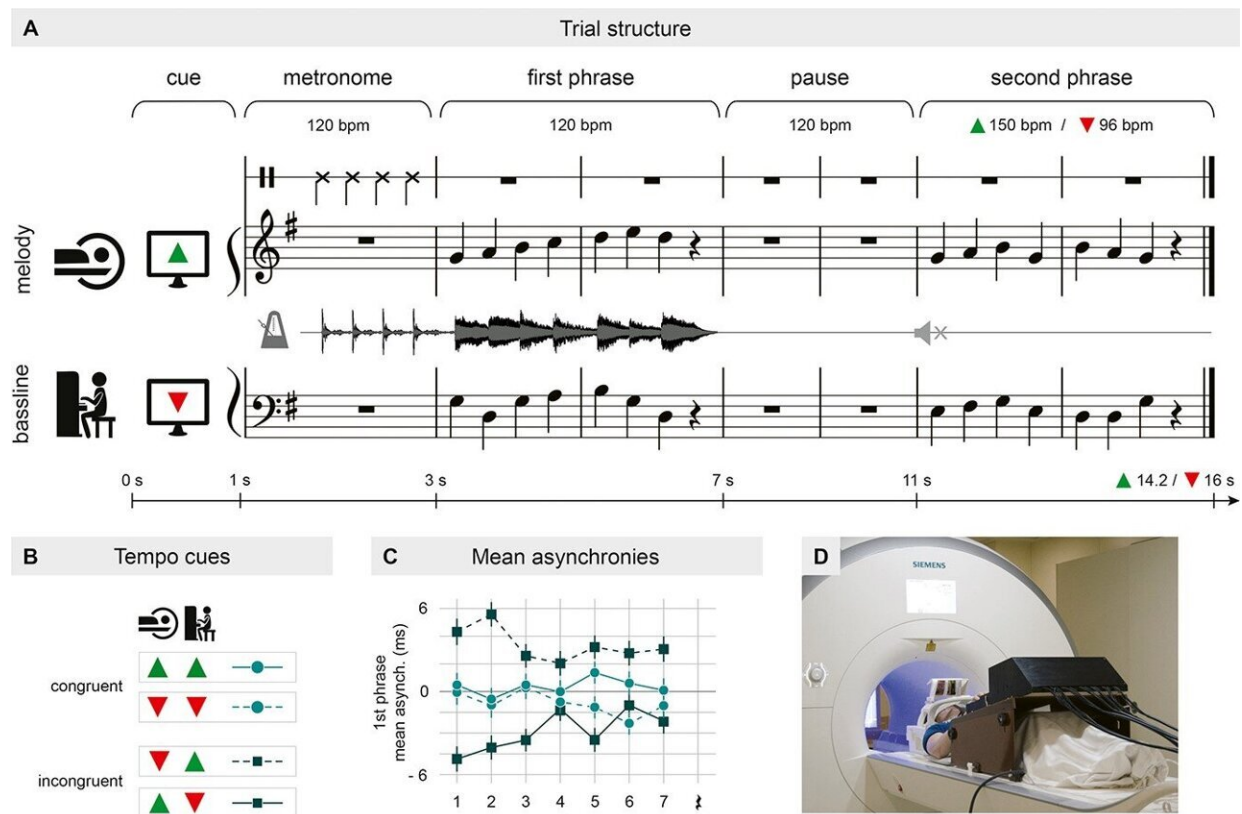 A Trial structure
cue metronome first phrase pause second phrase
120 bpm 120 bpm 120 bpm 150 bpm / 96 bpm
melody
bassline
0 s 1 s 3 s 7 s 11 s 14.2 / 16 s
B Tempo cues
congruent
incongruent
C Mean asynchronies
1st phrase
mean asynch. (ms)
6
0
- 6
1 2 3 4 5 6 7
D
SIEMENS